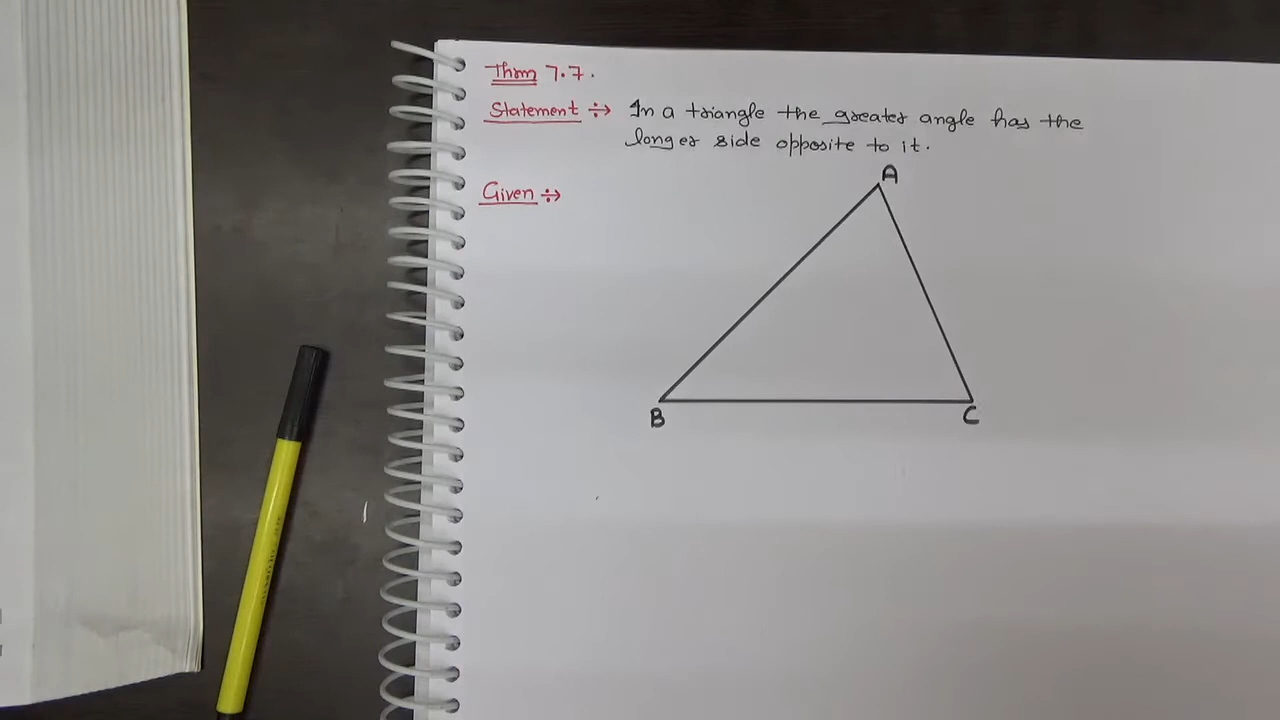 Thm 7.7.
Statement ÷> In a triangle the greater angle has the
longer side opposite to it.
Given ÷>
A
B
C